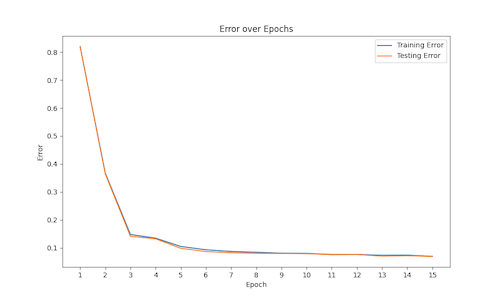 Error over Epochs
Training Error
Testing Error
Error
0.8
0.7
0.6
0.5
0.4
0.3
0.2
0.1
1 2 3 4 5 6 7 8 9 10 11 12 13 14 15
Epoch